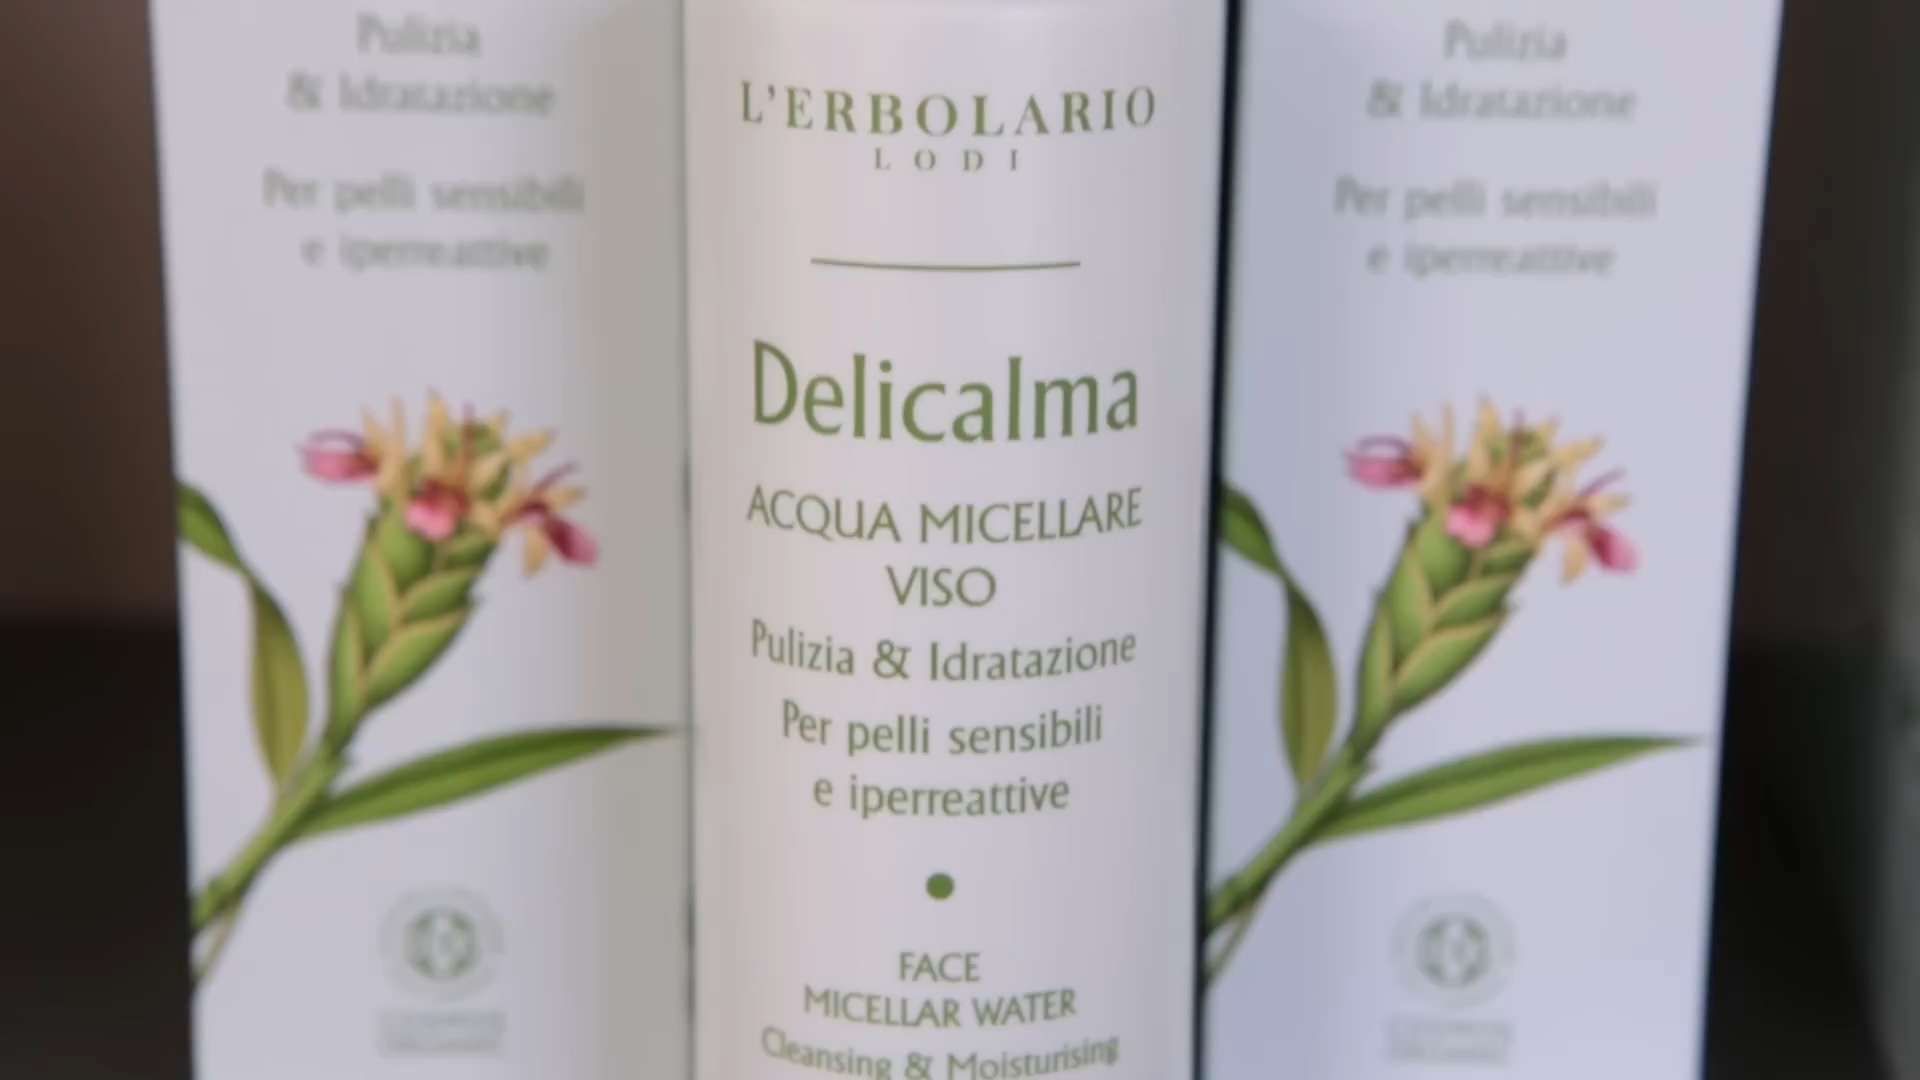 Pulizia
& Idratazione
Per pelli sensibili
e iperreattive
L'ERBOLARIO
LODI
Delicalma
ACQUA MICELLARE
VISO
Pulizia & Idratazione
Per pelli sensibili
e iperreattive
FACE
MICELLAR WATER
Cleansing & Moisturising
Pulizia
& Idratazione
Per pelli sensibili
e iperreattive